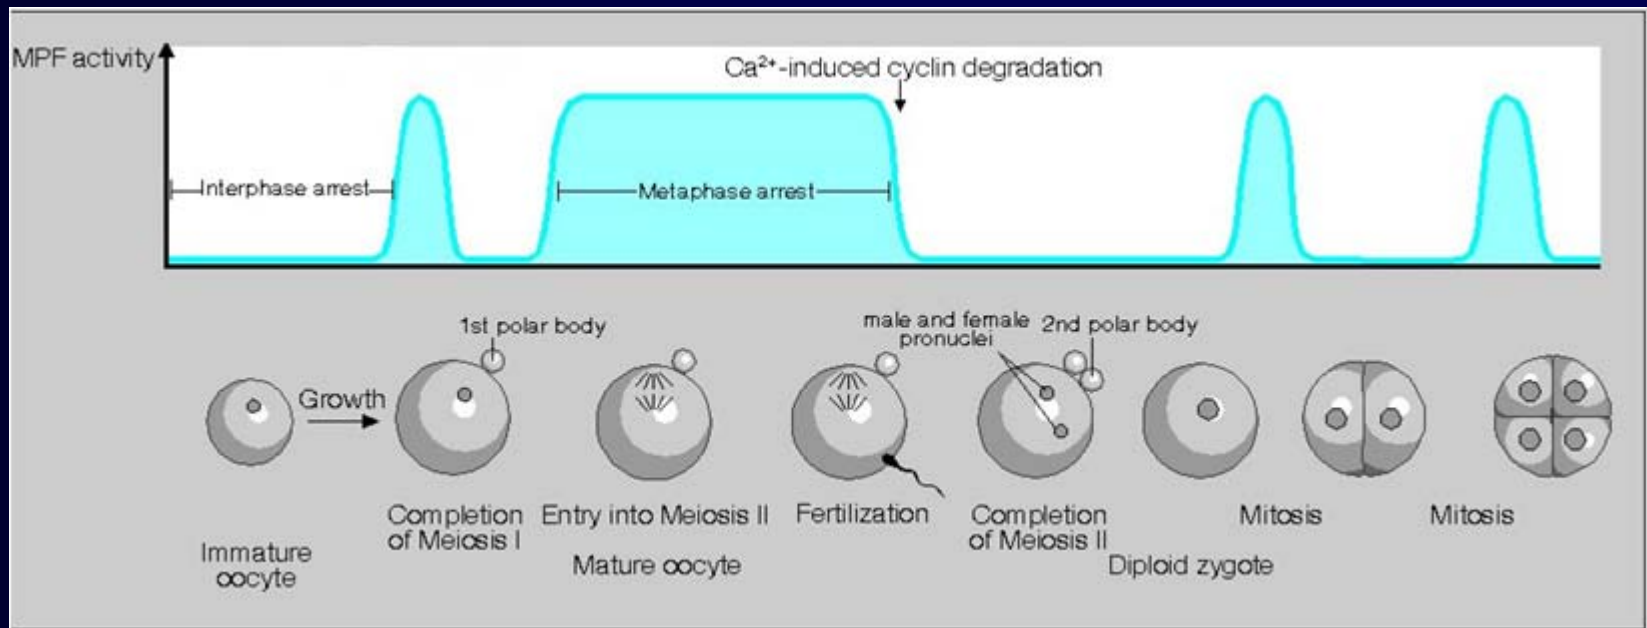 MPF activity
Ca²⁺-induced cyclin degradation
Interphase arrest
Metaphase arrest
1st polar body
male and female
pronuclei
2nd polar body
Growth
Immature
oocyte
Completion
of Meiosis I
Entry into Meiosis II
Mature oocyte
Fertilization
Completion
of Meiosis II
Diploid zygote
Mitosis
Mitosis